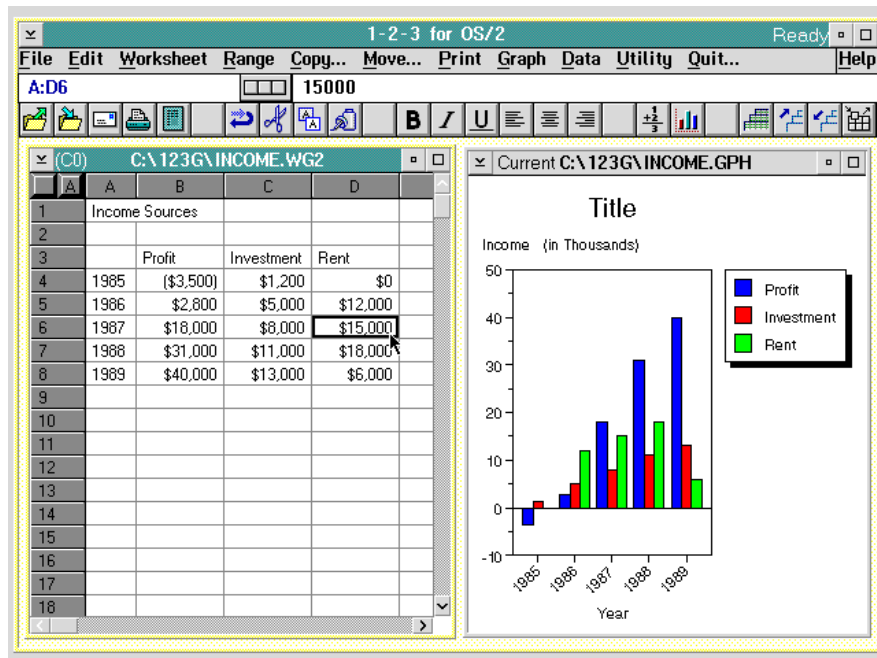 1-2-3 for OS/2 Ready
File Edit Worksheet Range Copy... Move... Print Graph Data Utility Quit... Help
A:D6 15000
B I U
(C0) C:\123G\INCOME.WG2
A A B C D
1 Income Sources
2
3 Profit Investment Rent
4 1985 ($3,500) $1,200 $0
5 1986 $2,800 $5,000 $12,000
6 1987 $18,000 $8,000 $15,000
7 1988 $31,000 $11,000 $18,000
8 1989 $40,000 $13,000 $6,000
9
10
11
12
13
14
15
16
17
18
Current C:\123G\INCOME.GPH
Title
Income (in Thousands)
50
40
30
20
10
0
-10
1985 1986 1987 1988 1989
Year
Profit
Investment
Rent